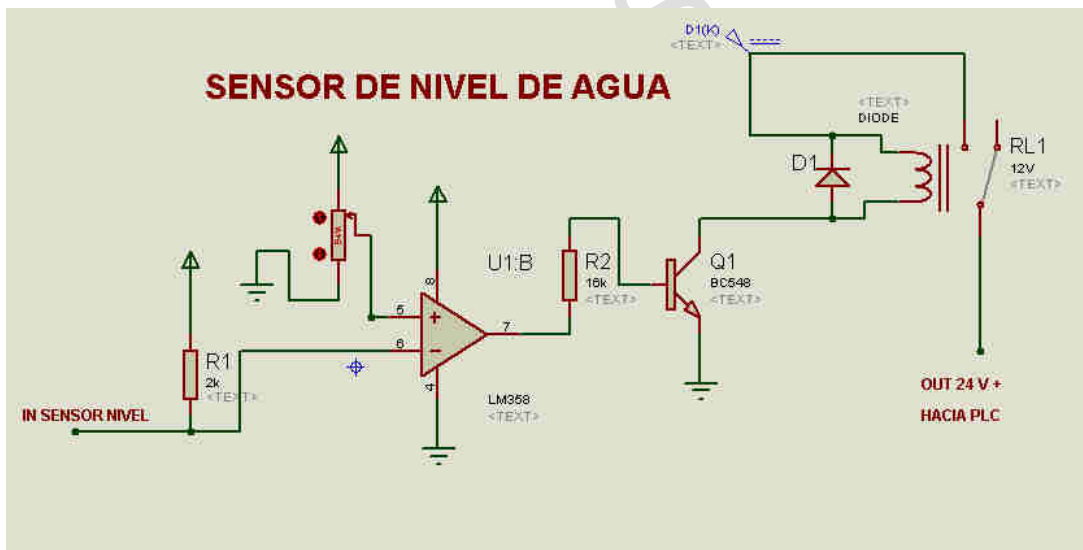 D1(K)
<TEXT>
SENSOR DE NIVEL DE AGUA
<TEXT>
DIODE
D1
RL1
12V
<TEXT>
8
U1:B
R2
16k
<TEXT>
Q1
BC548
<TEXT>
5
6
7
4
R1
2k
<TEXT>
LM358
<TEXT>
IN SENSOR NIVEL
OUT 24 V +
HACIA PLC